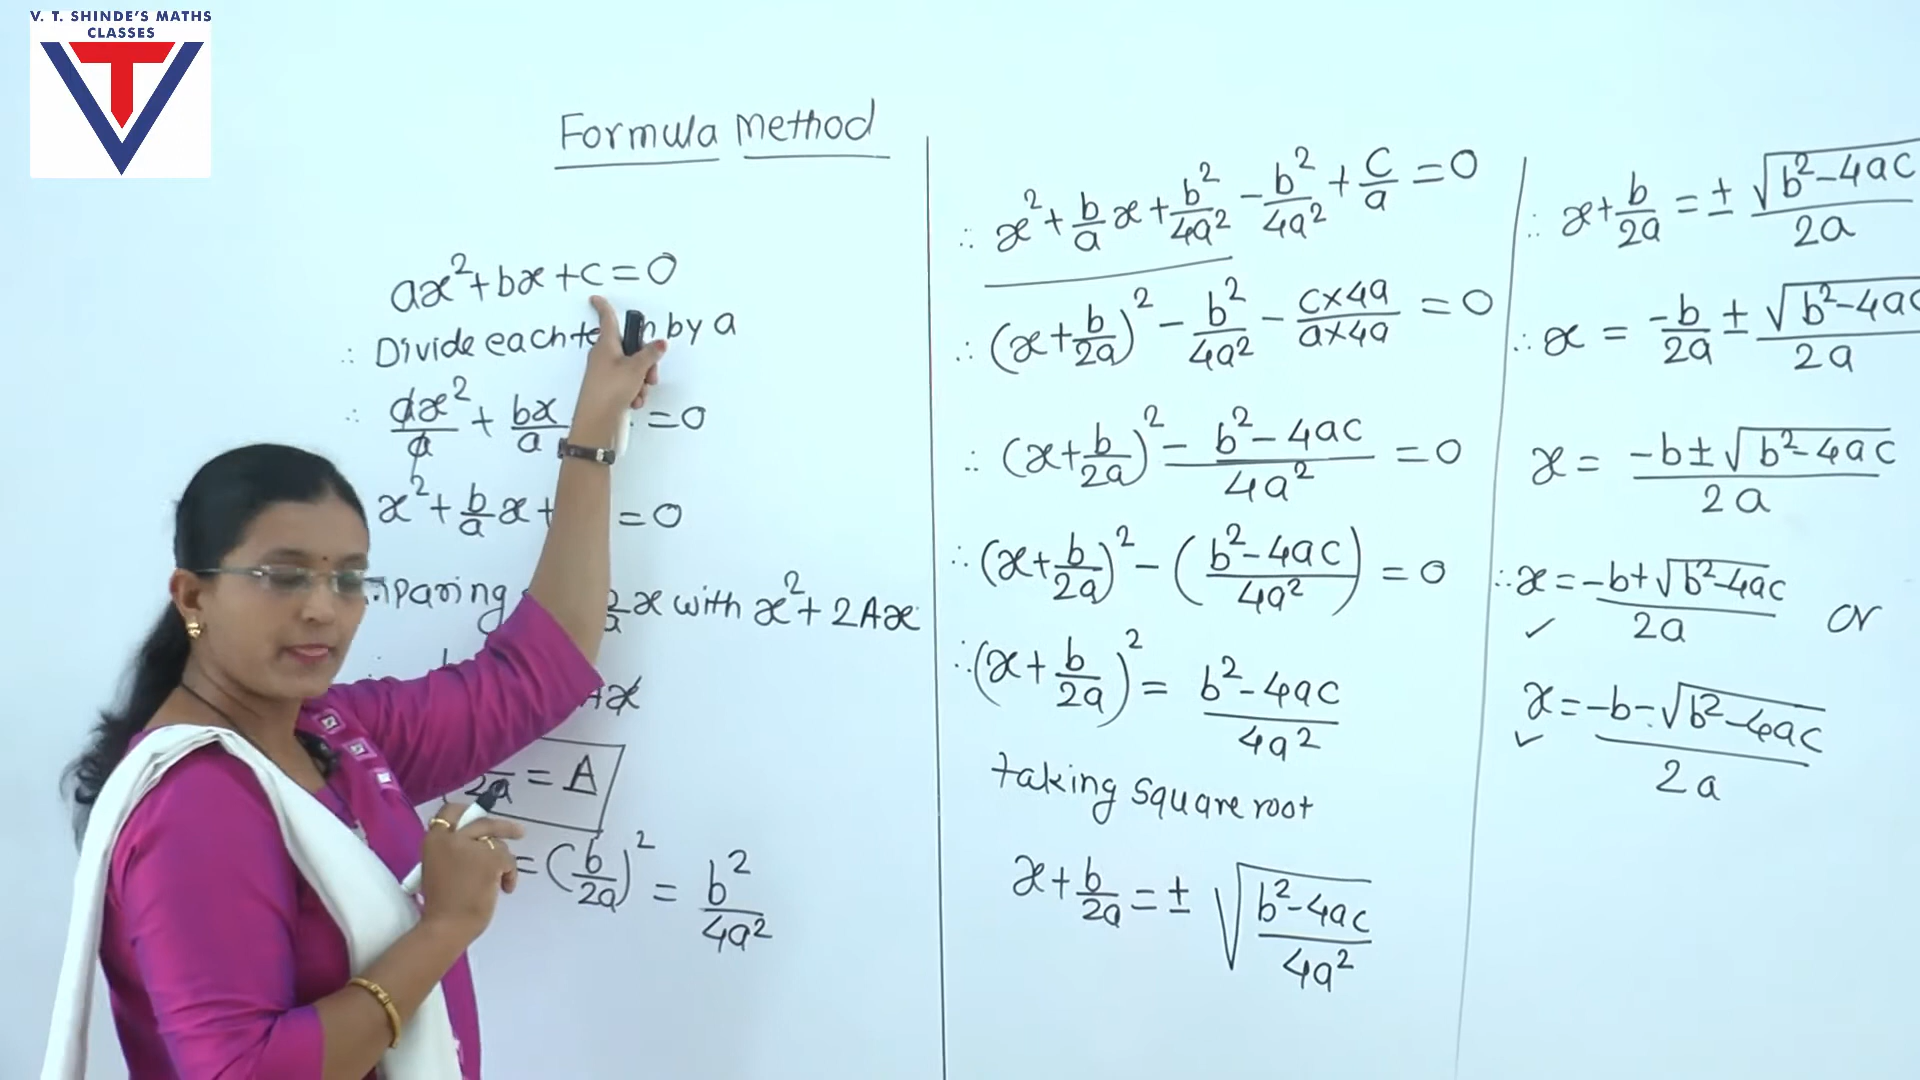 V. T. SHINDE'S MATHS
CLASSES
VT
Formula Method
ax²+bx+c=0
∴ Divide each by a
∴ ax²/a + bx/a =0
x²+b/a x+ =0
x with x²+2Ax
x
2a = A
=(b/2a)² = b²/4a²
∴ x²+b/a x+b²/4a²-b²/4a²+c/a=0
∴ (x+b/2a)²-b²/4a²-c×4a/a×4a=0
∴ (x+b/2a)²-b²-4ac/4a²=0
∴ (x+b/2a)²-(b²-4ac/4a²)=0
∴ (x+b/2a)²=b²-4ac/4a²
taking square root
x+b/2a=±√b²-4ac/4a²
∴ x+b/2a=±√b²-4ac/2a
∴ x=-b/2a±√b²-4ac/2a
x=-b±√b²-4ac/2a
∴ x=-b+√b²-4ac/2a or
x=-b-√b²-4ac/2a